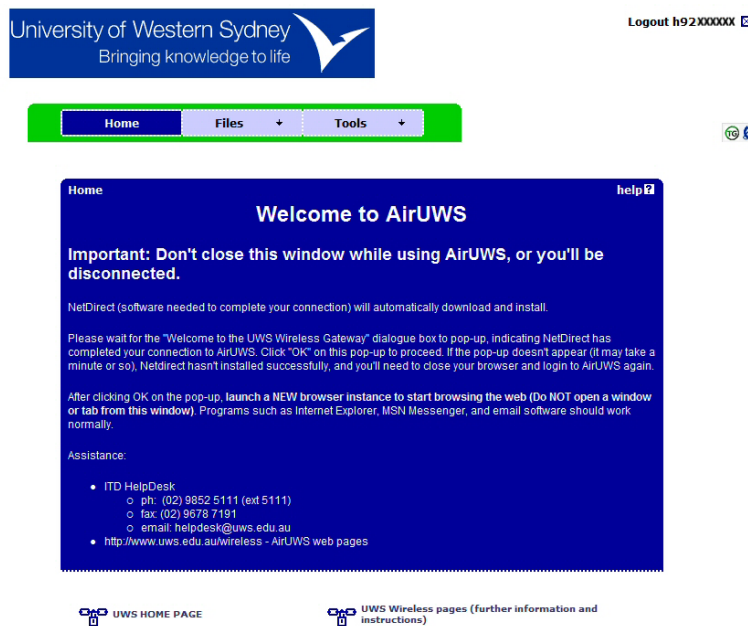 University of Western Sydney
Bringing knowledge to life
Logout h92XXXXXX
Home
Files
Tools
TG
Home
help?
Welcome to AirUWS
Important: Don't close this window while using AirUWS, or you'll be
disconnected.
NetDirect (software needed to complete your connection) will automatically download and install.
Please wait for the "Welcome to the UWS Wireless Gateway" dialogue box to pop-up, indicating NetDirect has
completed your connection to AirUWS. Click "OK" on this pop-up to proceed. If the pop-up doesn't appear (it may take a
minute or so), Netdirect hasn't installed successfully, and you'll need to close your browser and login to AirUWS again.
After clicking OK on the pop-up, launch a NEW browser instance to start browsing the web (Do NOT open a window
or tab from this window). Programs such as Internet Explorer, MSN Messenger, and email software should work
normally.
Assistance:
ITD HelpDesk
ph: (02) 9852 5111 (ext 5111)
fax: (02) 9678 7191
email: helpdesk@uws.edu.au
http://www.uws.edu.au/wireless - AirUWS web pages
UWS HOME PAGE
UWS Wireless pages (further information and
instructions)